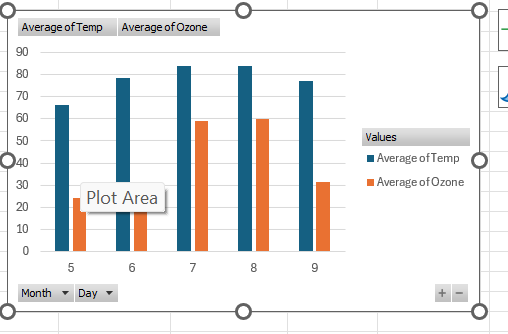 Average of Temp Average of Ozone
90
80
70
60
50
40
30
20
10
0
Plot Area
5 6 7 8 9
Values
Average of Temp
Average of Ozone
Month Day
+ −